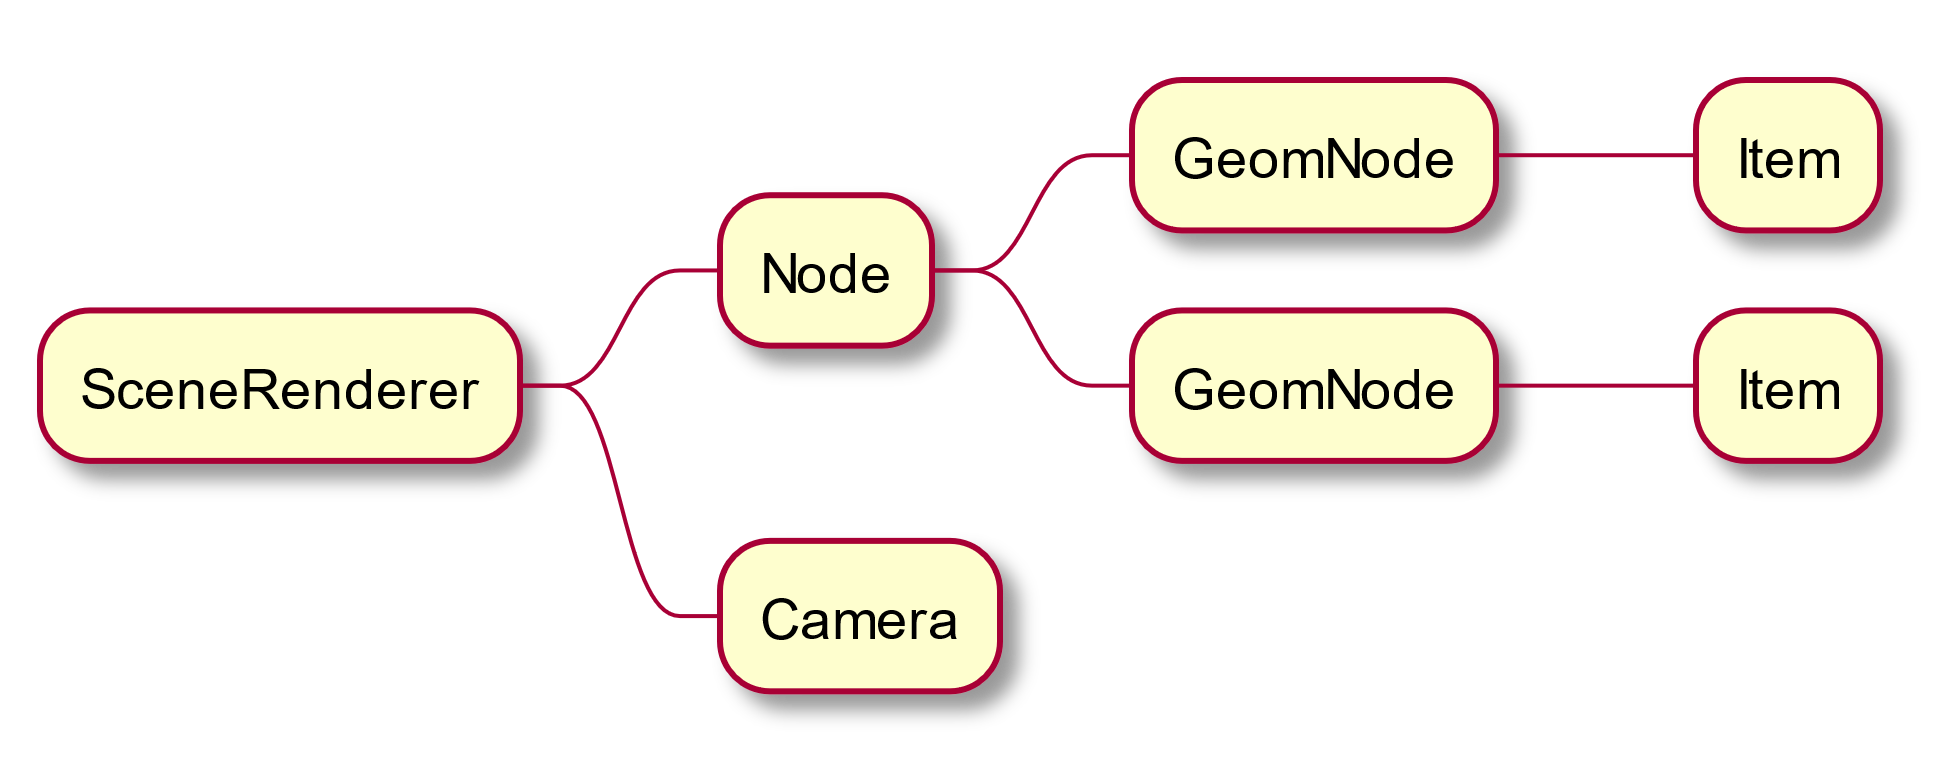 SceneRenderer
Node
GeomNode
Item
GeomNode
Item
Camera